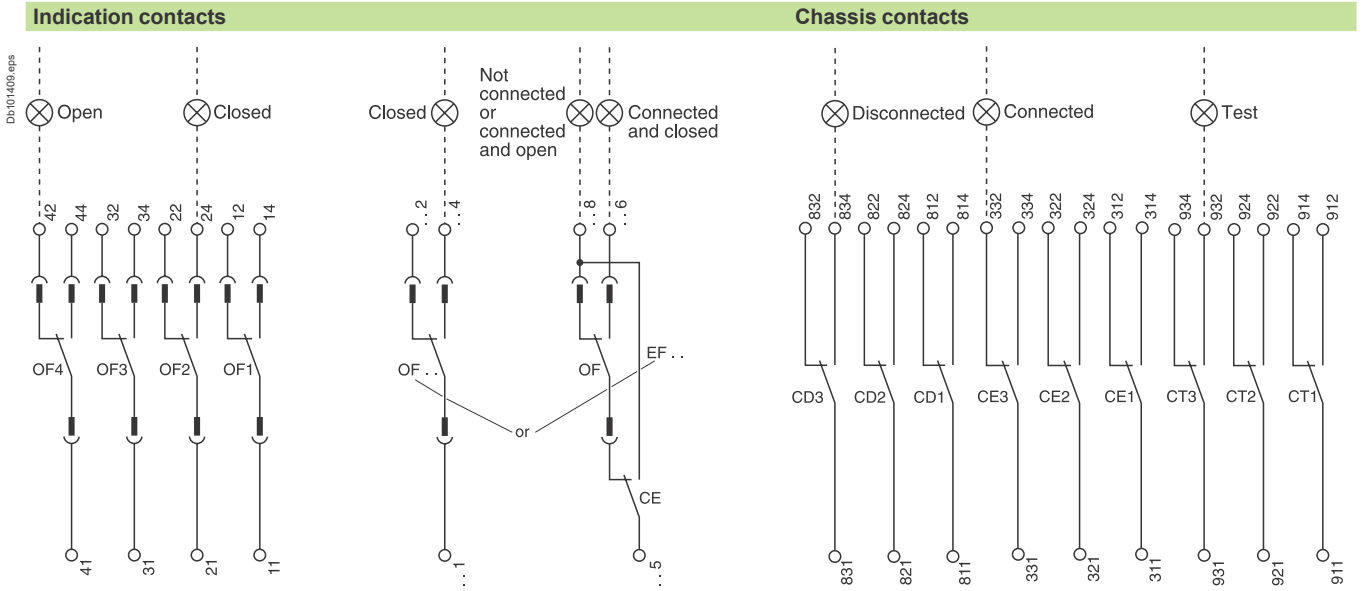 Indication contacts
Chassis contacts
Db101409.eps
Open
Closed
Closed
Not
connected
or
connected
and open
Connected
and closed
Disconnected
Connected
Test
42
44
32
34
22
24
12
14
. . 2
. . 4
. . 8
. . 6
832
834
822
824
812
814
332
334
322
324
312
314
934
932
924
922
914
912
OF4
OF3
OF2
OF1
OF . .
OF
EF . .
or
CE
CD3
CD2
CD1
CE3
CE2
CE1
CT3
CT2
CT1
41
31
21
11
. . 1
. . 5
831
821
811
331
321
311
931
921
911